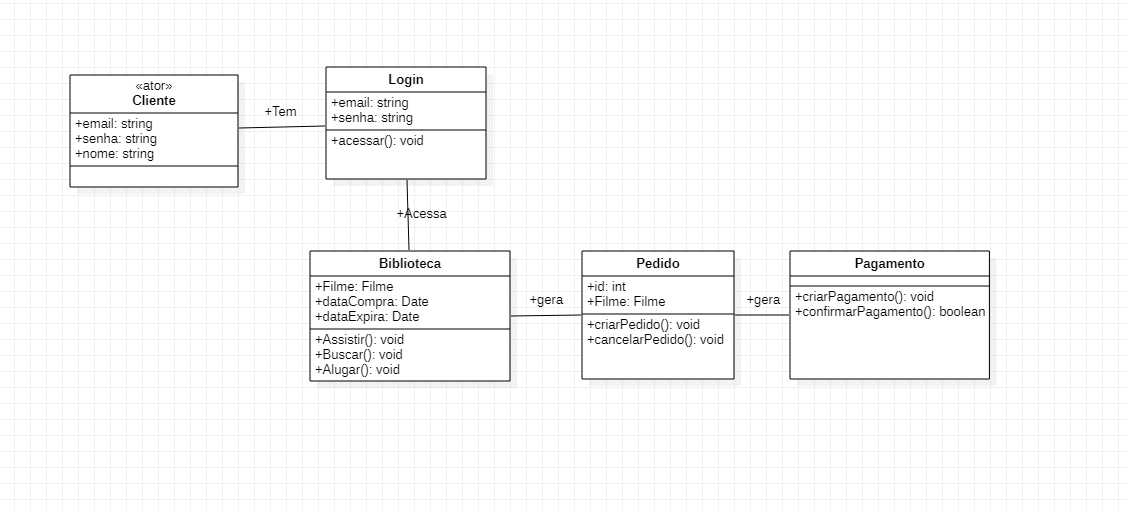 «ator»
Cliente
+email: string
+senha: string
+nome: string
+Tem
Login
+email: string
+senha: string
+acessar(): void
+Acessa
Biblioteca
+Filme: Filme
+dataCompra: Date
+dataExpira: Date
+Assistir(): void
+Buscar(): void
+Alugar(): void
+gera
Pedido
+id: int
+Filme: Filme
+criarPedido(): void
+cancelarPedido(): void
+gera
Pagamento
+criarPagamento(): void
+confirmarPagamento(): boolean